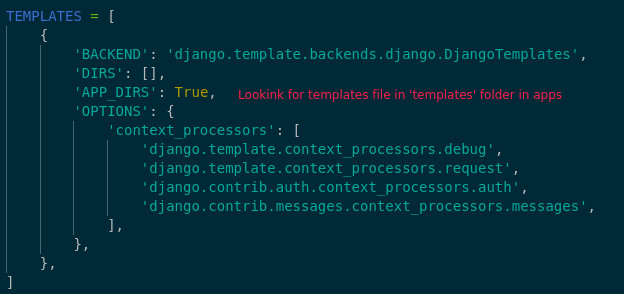 TEMPLATES = [
    {
        'BACKEND': 'django.template.backends.django.DjangoTemplates',
        'DIRS': [],
        'APP_DIRS': True,   Lookink for templates file in 'templates' folder in apps
        'OPTIONS': {
            'context_processors': [
                'django.template.context_processors.debug',
                'django.template.context_processors.request',
                'django.contrib.auth.context_processors.auth',
                'django.contrib.messages.context_processors.messages',
            ],
        },
    },
]